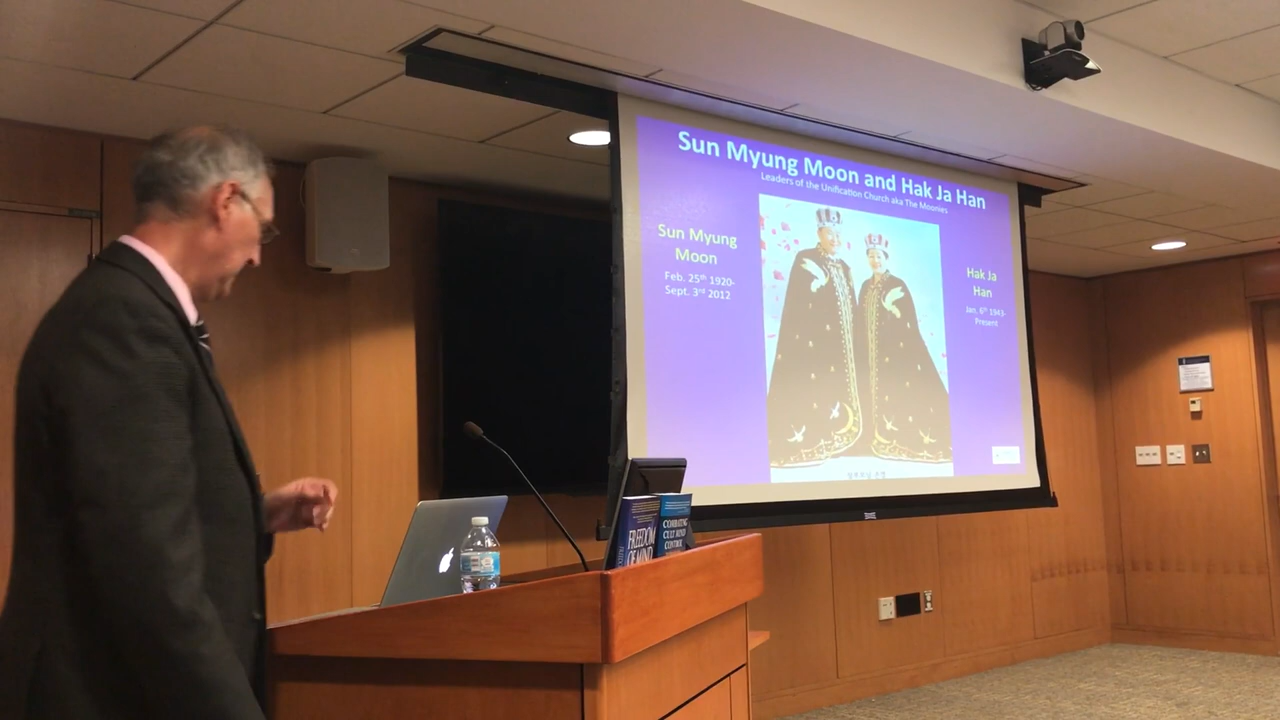 Sun Myung Moon and Hak Ja Han
Leaders of the Unification Church aka The Moonies
Sun Myung
Moon
Feb. 25th 1920-
Sept. 3rd 2012
Hak Ja
Han
Jan. 6th 1943-
Present
FREEDOM
OF MIND
COMBATING
CULT MIND
CONTROL